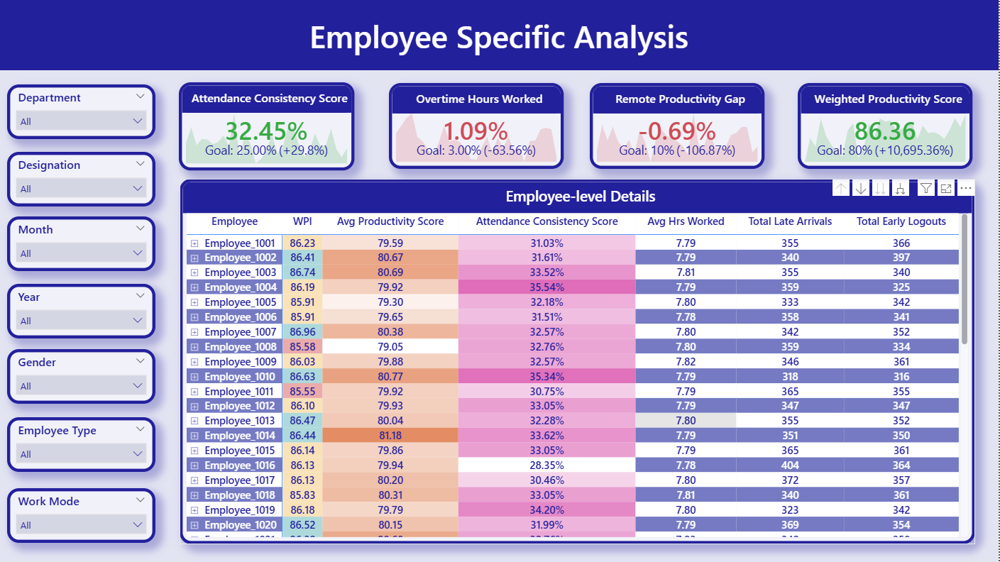 Employee Specific Analysis
Department
All
Designation
All
Month
All
Year
All
Gender
All
Employee Type
All
Work Mode
All
Attendance Consistency Score
32.45%
Goal: 25.00% (+29.8%)
Overtime Hours Worked
1.09%
Goal: 3.00% (-63.56%)
Remote Productivity Gap
-0.69%
Goal: 10% (-106.87%)
Weighted Productivity Score
86.36
Goal: 80% (+10,695.36%)
Employee-level Details
Employee WPI Avg Productivity Score Attendance Consistency Score Avg Hrs Worked Total Late Arrivals Total Early Logouts
Employee_1001 86.23 79.59 31.03% 7.79 355 366
Employee_1002 86.41 80.67 31.61% 7.79 340 397
Employee_1003 86.74 80.69 33.52% 7.81 355 340
Employee_1004 86.19 79.92 35.54% 7.79 359 325
Employee_1005 85.91 79.30 32.18% 7.80 333 342
Employee_1006 85.91 79.65 31.51% 7.78 358 341
Employee_1007 86.96 80.38 32.57% 7.80 342 352
Employee_1008 85.58 79.05 32.76% 7.80 359 334
Employee_1009 86.03 79.88 32.57% 7.82 346 361
Employee_1010 86.63 80.77 35.34% 7.79 318 316
Employee_1011 85.55 79.92 30.75% 7.79 365 355
Employee_1012 86.10 79.93 33.05% 7.79 347 347
Employee_1013 86.47 80.04 32.28% 7.80 355 352
Employee_1014 86.44 81.18 33.62% 7.79 351 350
Employee_1015 86.14 79.86 33.05% 7.79 365 361
Employee_1016 86.13 79.94 28.35% 7.78 404 364
Employee_1017 86.13 80.20 30.46% 7.80 372 357
Employee_1018 85.83 80.31 33.05% 7.81 340 361
Employee_1019 86.18 79.79 34.20% 7.80 323 342
Employee_1020 86.52 80.15 31.99% 7.79 369 354